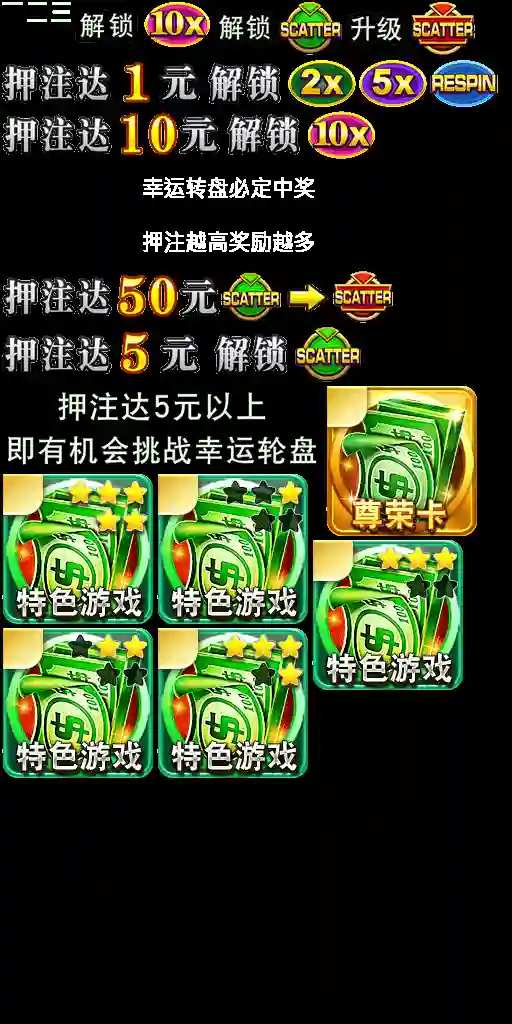 一 二 三 解锁 10x 解锁 SCATTER 升级 SCATTER
押注达 1 元 解锁 2x 5x RESPIN
押注达 10元 解锁 10x
幸运转盘必定中奖
押注越高奖励越多
押注达 50元 SCATTER SCATTER
押注达 5 元 解锁 SCATTER
押注达5元以上
即有机会挑战幸运轮盘
尊荣卡
特色游戏
特色游戏
特色游戏
特色游戏
特色游戏